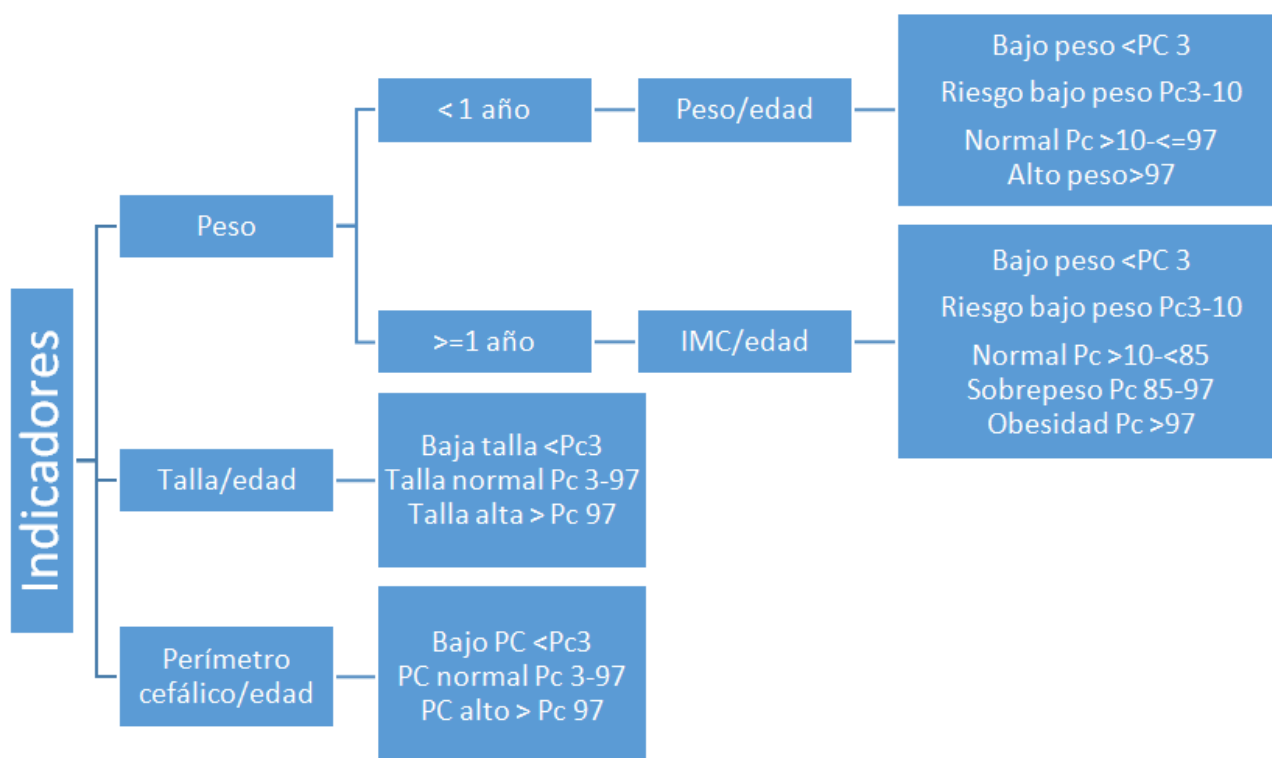 Indicadores
Peso
< 1 año
Peso/edad
Bajo peso <PC 3
Riesgo bajo peso Pc3-10
Normal Pc >10-<=97
Alto peso>97
>=1 año
IMC/edad
Bajo peso <PC 3
Riesgo bajo peso Pc3-10
Normal Pc >10-<85
Sobrepeso Pc 85-97
Obesidad Pc >97
Talla/edad
Baja talla <Pc3
Talla normal Pc 3-97
Talla alta > Pc 97
Perímetro
cefálico/edad
Bajo PC <Pc3
PC normal Pc 3-97
PC alto > Pc 97